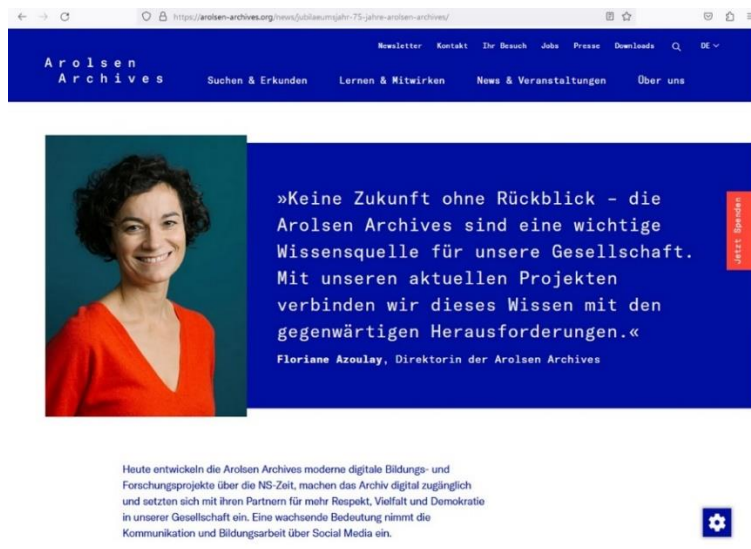 https://arolsen-archives.org/news/jubilaeumsjahr-75-jahre-arolsen-archives/
Newsletter Kontakt Ihr Besuch Jobs Presse Downloads DE
Arolsen
Archives
Suchen & Erkunden Lernen & Mitwirken News & Veranstaltungen Über uns
»Keine Zukunft ohne Rückblick – die
Arolsen Archives sind eine wichtige
Wissensquelle für unsere Gesellschaft.
Mit unseren aktuellen Projekten
verbinden wir dieses Wissen mit den
gegenwärtigen Herausforderungen.«
Floriane Azoulay, Direktorin der Arolsen Archives
Jetzt Spenden
Heute entwickeln die Arolsen Archives moderne digitale Bildungs- und
Forschungsprojekte über die NS-Zeit, machen das Archiv digital zugänglich
und setzten sich mit ihren Partnern für mehr Respekt, Vielfalt und Demokratie
in unserer Gesellschaft ein. Eine wachsende Bedeutung nimmt die
Kommunikation und Bildungsarbeit über Social Media ein.